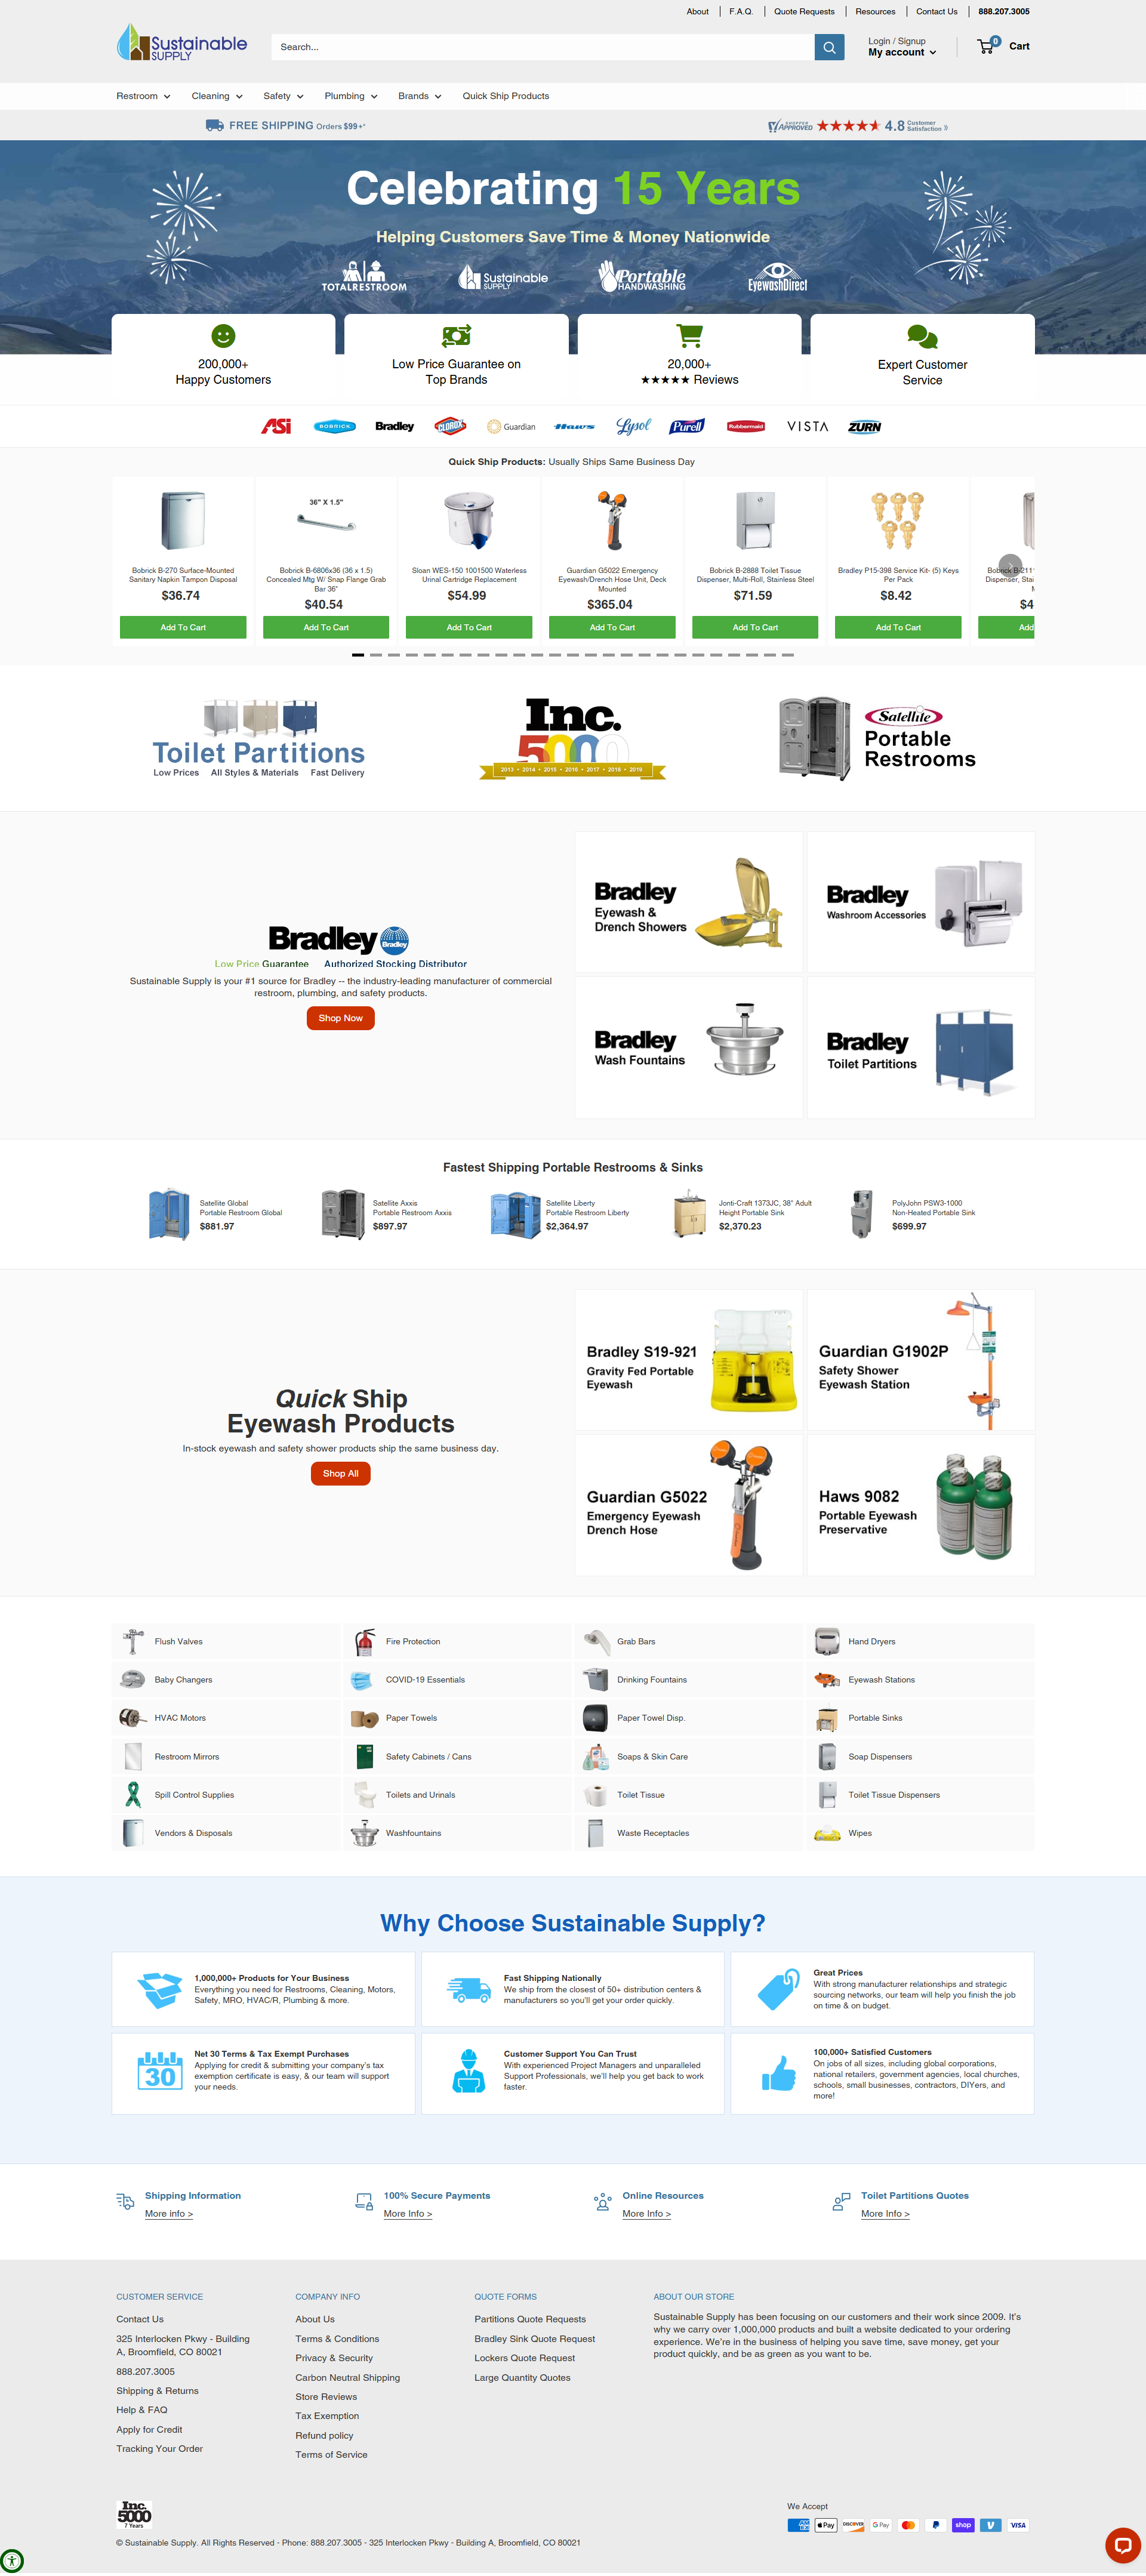 About
F.A.Q.
Quote Requests
Resources
Contact Us
888.207.3005
Sustainable
SUPPLY
Search...
Login / Signup
My account
0
Cart
Restroom
Cleaning
Safety
Plumbing
Brands
Quick Ship Products
FREE SHIPPING Orders $99+*
SHOPPER APPROVED
4.8 Customer Satisfaction »
Celebrating 15 Years
Helping Customers Save Time & Money Nationwide
TOTALRESTROOM
Sustainable SUPPLY
Portable HANDWASHING
EyewashDirect
200,000+
Happy Customers
Low Price Guarantee on
Top Brands
20,000+
★★★★★ Reviews
Expert Customer
Service
ASI
BOBRICK
Bradley
CLOROX
Guardian
Haws
Lysol
Purell
Rubbermaid
VISTA
ZURN
Quick Ship Products: Usually Ships Same Business Day
36" X 1.5"
Bobrick B-270 Surface-Mounted
Sanitary Napkin Tampon Disposal
$36.74
Add To Cart
Bobrick B-6806x36 (36 x 1.5)
Concealed Mtg W/ Snap Flange Grab
Bar 36"
$40.54
Add To Cart
Sloan WES-150 1001500 Waterless
Urinal Cartridge Replacement
$54.99
Add To Cart
Guardian G5022 Emergency
Eyewash/Drench Hose Unit, Deck
Mounted
$365.04
Add To Cart
Bobrick B-2888 Toilet Tissue
Dispenser, Multi-Roll, Stainless Steel
$71.59
Add To Cart
Bradley P15-398 Service Kit- (5) Keys
Per Pack
$8.42
Add To Cart
Bobrick B-211
Dispenser, Stai
$4
Add
Toilet Partitions
Low Prices All Styles & Materials Fast Delivery
Inc.
5000
2013 • 2014 • 2015 • 2016 • 2017 • 2018 • 2019
Satellite
Portable
Restrooms
Bradley
Bradley
Low Price Guarantee Authorized Stocking Distributor
Sustainable Supply is your #1 source for Bradley -- the industry-leading manufacturer of commercial
restroom, plumbing, and safety products.
Shop Now
Bradley
Eyewash &
Drench Showers
Bradley
Washroom Accessories
Bradley
Wash Fountains
Bradley
Toilet Partitions
Fastest Shipping Portable Restrooms & Sinks
Satellite Global
Portable Restroom Global
$881.97
Satellite Axxis
Portable Restroom Axxis
$897.97
Satellite Liberty
Portable Restroom Liberty
$2,364.97
Jonti-Craft 1373JC, 38" Adult
Height Portable Sink
$2,370.23
PolyJohn PSW3-1000
Non-Heated Portable Sink
$699.97
Quick Ship
Eyewash Products
In-stock eyewash and safety shower products ship the same business day.
Shop All
Bradley S19-921
Gravity Fed Portable
Eyewash
Guardian G1902P
Safety Shower
Eyewash Station
Guardian G5022
Emergency Eyewash
Drench Hose
Haws 9082
Portable Eyewash
Preservative
Flush Valves
Fire Protection
Grab Bars
Hand Dryers
Baby Changers
COVID-19 Essentials
Drinking Fountains
Eyewash Stations
HVAC Motors
Paper Towels
Paper Towel Disp.
Portable Sinks
Restroom Mirrors
Safety Cabinets / Cans
Soaps & Skin Care
Soap Dispensers
Spill Control Supplies
Toilets and Urinals
Toilet Tissue
Toilet Tissue Dispensers
Vendors & Disposals
Washfountains
Waste Receptacles
Wipes
Why Choose Sustainable Supply?
1,000,000+ Products for Your Business
Everything you need for Restrooms, Cleaning, Motors,
Safety, MRO, HVAC/R, Plumbing & more.
Fast Shipping Nationally
We ship from the closest of 50+ distribution centers &
manufacturers so you'll get your order quickly.
Great Prices
With strong manufacturer relationships and strategic
sourcing networks, our team will help you finish the job
on time & on budget.
30
Net 30 Terms & Tax Exempt Purchases
Applying for credit & submitting your company's tax
exemption certificate is easy, & our team will support
your needs.
Customer Support You Can Trust
With experienced Project Managers and unparalleled
Support Professionals, we'll help you get back to work
faster.
100,000+ Satisfied Customers
On jobs of all sizes, including global corporations,
national retailers, government agencies, local churches,
schools, small businesses, contractors, DIYers, and
more!
Shipping Information
More info >
100% Secure Payments
More Info >
Online Resources
More Info >
Toilet Partitions Quotes
More Info >
CUSTOMER SERVICE
Contact Us
325 Interlocken Pkwy - Building
A, Broomfield, CO 80021
888.207.3005
Shipping & Returns
Help & FAQ
Apply for Credit
Tracking Your Order
COMPANY INFO
About Us
Terms & Conditions
Privacy & Security
Carbon Neutral Shipping
Store Reviews
Tax Exemption
Refund policy
Terms of Service
QUOTE FORMS
Partitions Quote Requests
Bradley Sink Quote Request
Lockers Quote Request
Large Quantity Quotes
ABOUT OUR STORE
Sustainable Supply has been focusing on our customers and their work since 2009. It's
why we carry over 1,000,000 products and built a website dedicated to your ordering
experience. We're in the business of helping you save time, save money, get your
product quickly, and be as green as you want to be.
Inc.
5000
7 Years
We Accept
AMEX
Pay
DISCOVER
G Pay
shop
VISA
© Sustainable Supply. All Rights Reserved - Phone: 888.207.3005 - 325 Interlocken Pkwy - Building A, Broomfield, CO 80021